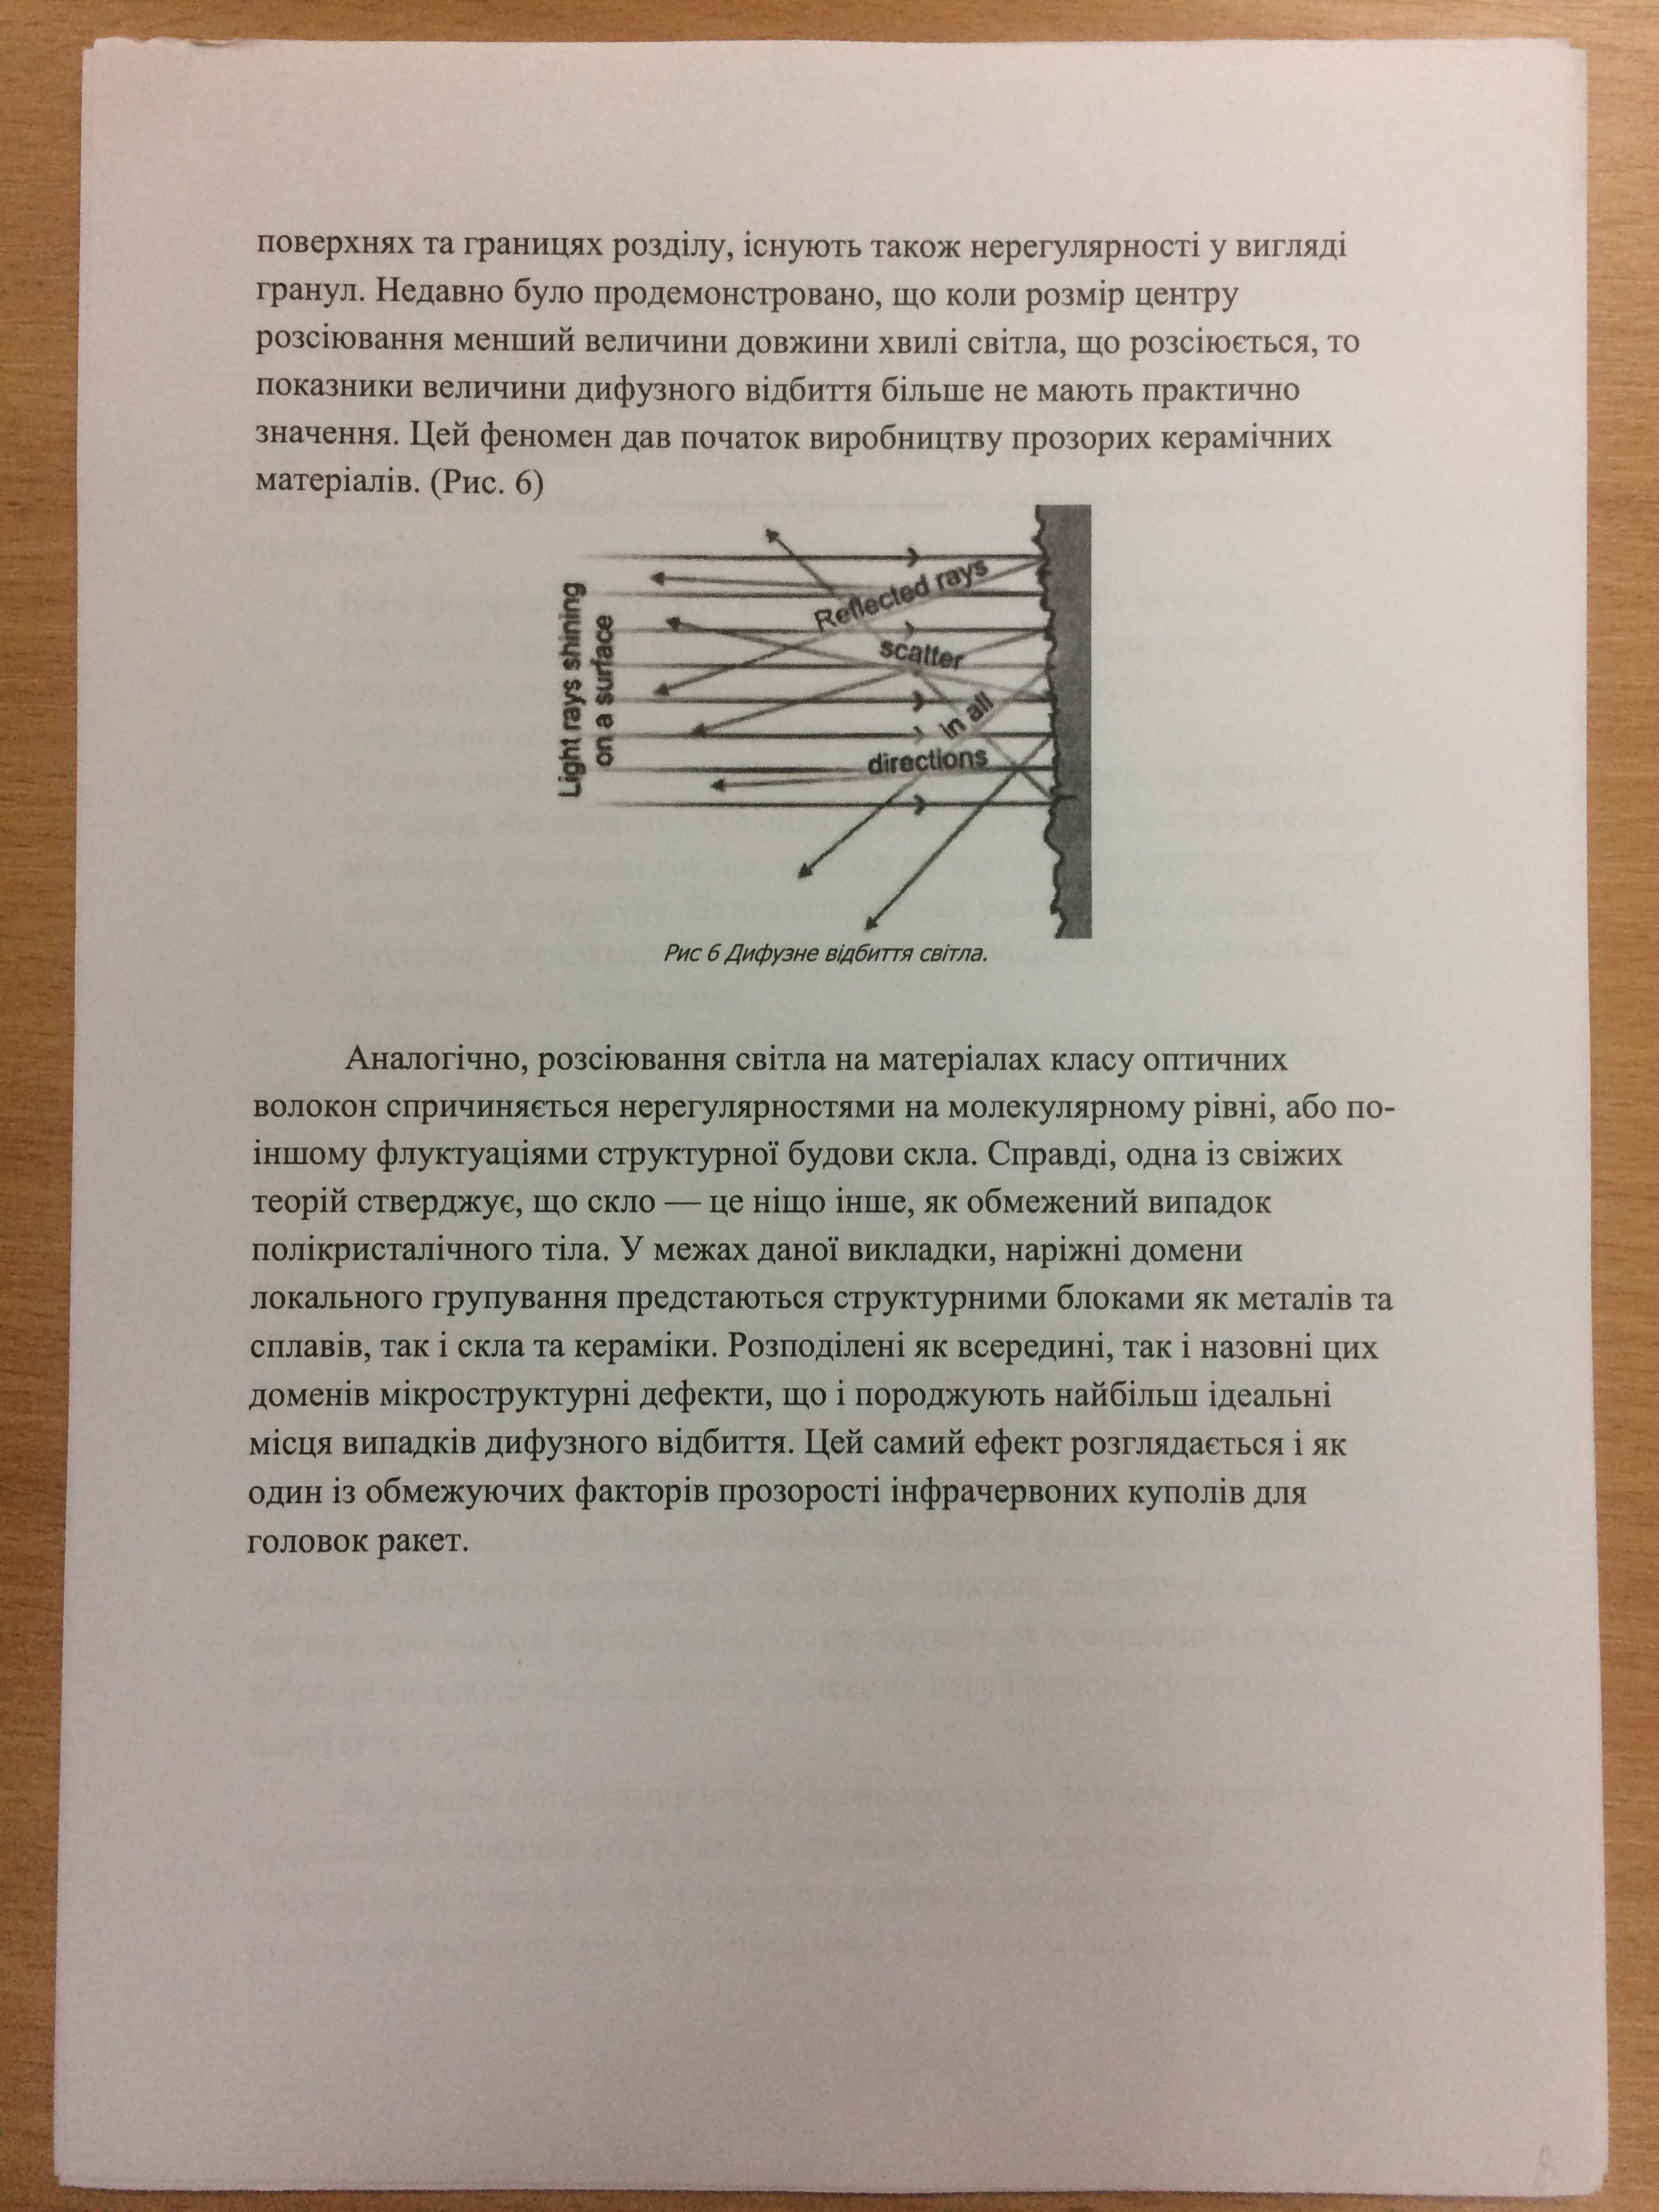 поверхнях та границях розділу, існують також нерегулярності у вигляді
гранул. Недавно було продемонстровано, що коли розмір центру
розсіювання менший величини довжини хвилі світла, що розсіюється, то
показники величини дифузного відбиття більше не мають практично
значення. Цей феномен дав початок виробництву прозорих керамічних
матеріалів. (Рис. 6)
Light rays shining
on a surface
Reflected rays
scatter
in all
directions
Рис 6 Дифузне відбиття світла.
Аналогічно, розсіювання світла на матеріалах класу оптичних
волокон спричиняється нерегулярностями на молекулярному рівні, або по-
іншому флуктуаціями структурної будови скла. Справді, одна із свіжих
теорій стверджує, що скло — це ніщо інше, як обмежений випадок
полікристалічного тіла. У межах даної викладки, наріжні домени
локального групування предстаються структурними блоками як металів та
сплавів, так і скла та кераміки. Розподілені як всередині, так і назовні цих
доменів мікроструктурні дефекти, що і породжують найбільш ідеальні
місця випадків дифузного відбиття. Цей самий ефект розглядається і як
один із обмежуючих факторів прозорості інфрачервоних куполів для
головок ракет.
8